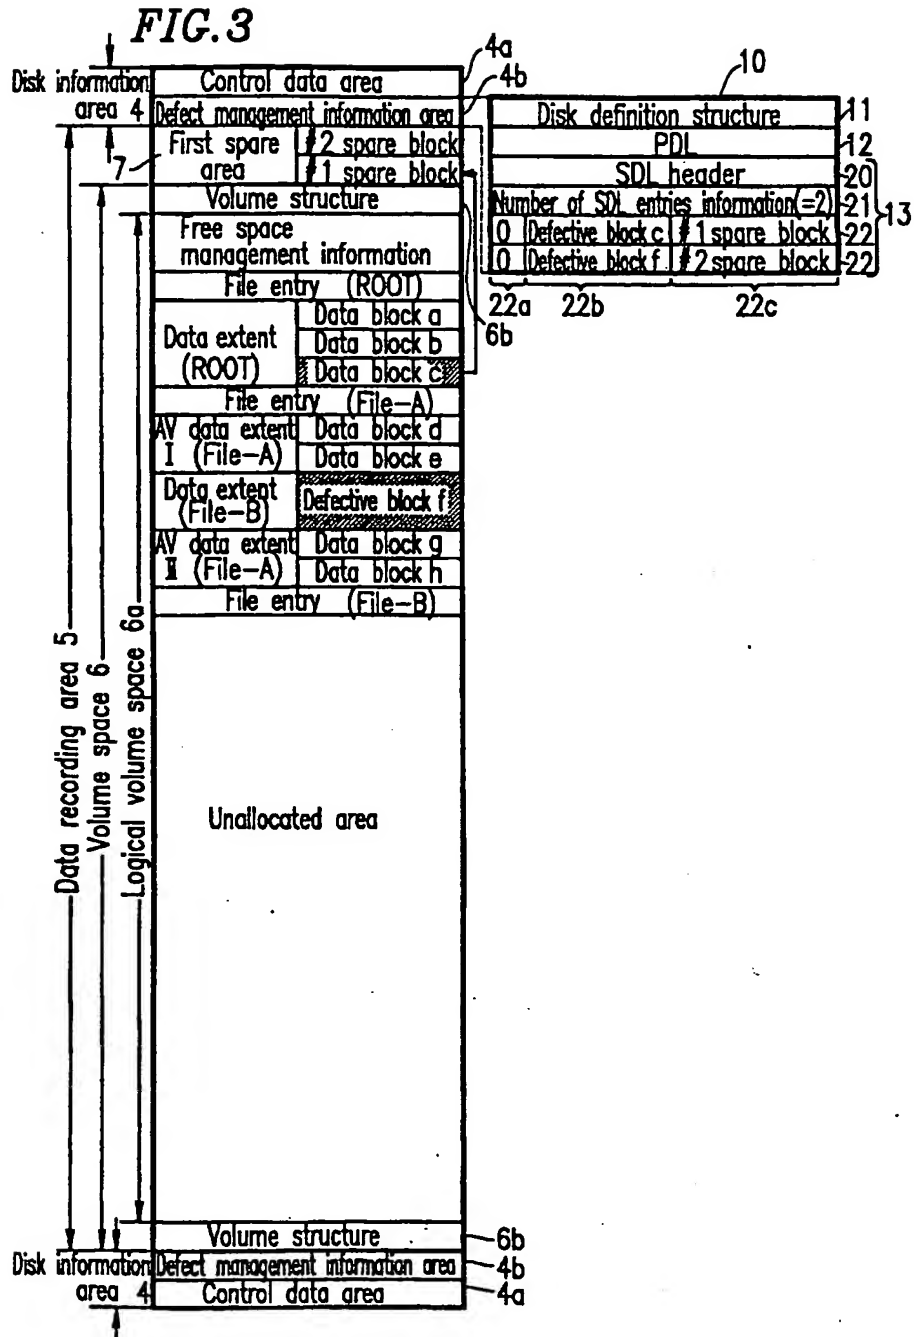 FIG.3
Disk information
area 4
Control data area
4a
Defect management information area
4b
7
First spare
area
#2 spare block
#1 spare block
Volume structure
6b
Free space
management information
File entry (ROOT)
Data extent
(ROOT)
Data block a
Data block b
Data block c
File entry (File-A)
AV data extent
I (File-A)
Data block d
Data block e
Data extent
(File-B)
Defective block f
AV data extent
II (File-A)
Data block g
Data block h
File entry (File-B)
Unallocated area
Data recording area 5
Volume space 6
Logical volume space 6a
Volume structure
6b
Disk information
area 4
Defect management information area
4b
Control data area
4a
10
Disk definition structure
11
PDL
12
SDL header
20
Number of SDL entries information(=2)
21
13
0 Defective block c #1 spare block
22
0 Defective block f #2 spare block
22
22a 22b 22c